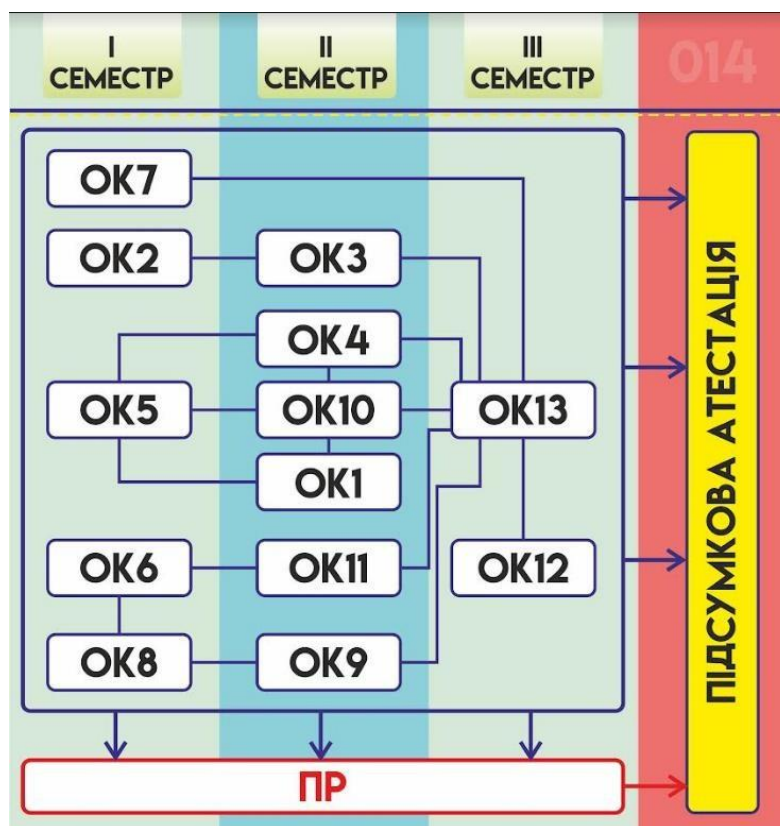 I
СЕМЕСТР
II
СЕМЕСТР
III
СЕМЕСТР
014
ОК7
ОК2
ОК3
ОК4
ОК5
ОК10
ОК13
ОК1
ОК6
ОК11
ОК12
ОК8
ОК9
ПР
ПІДСУМКОВА АТЕСТАЦІЯ